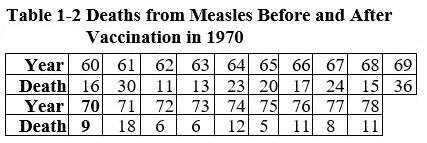 Table 1-2 Deaths from Measles Before and After
Vaccination in 1970
Year 60 61 62 63 64 65 66 67 68 69
Death 16 30 11 13 23 20 17 24 15 36
Year 70 71 72 73 74 75 76 77 78
Death 9 18 6 6 12 5 11 8 11